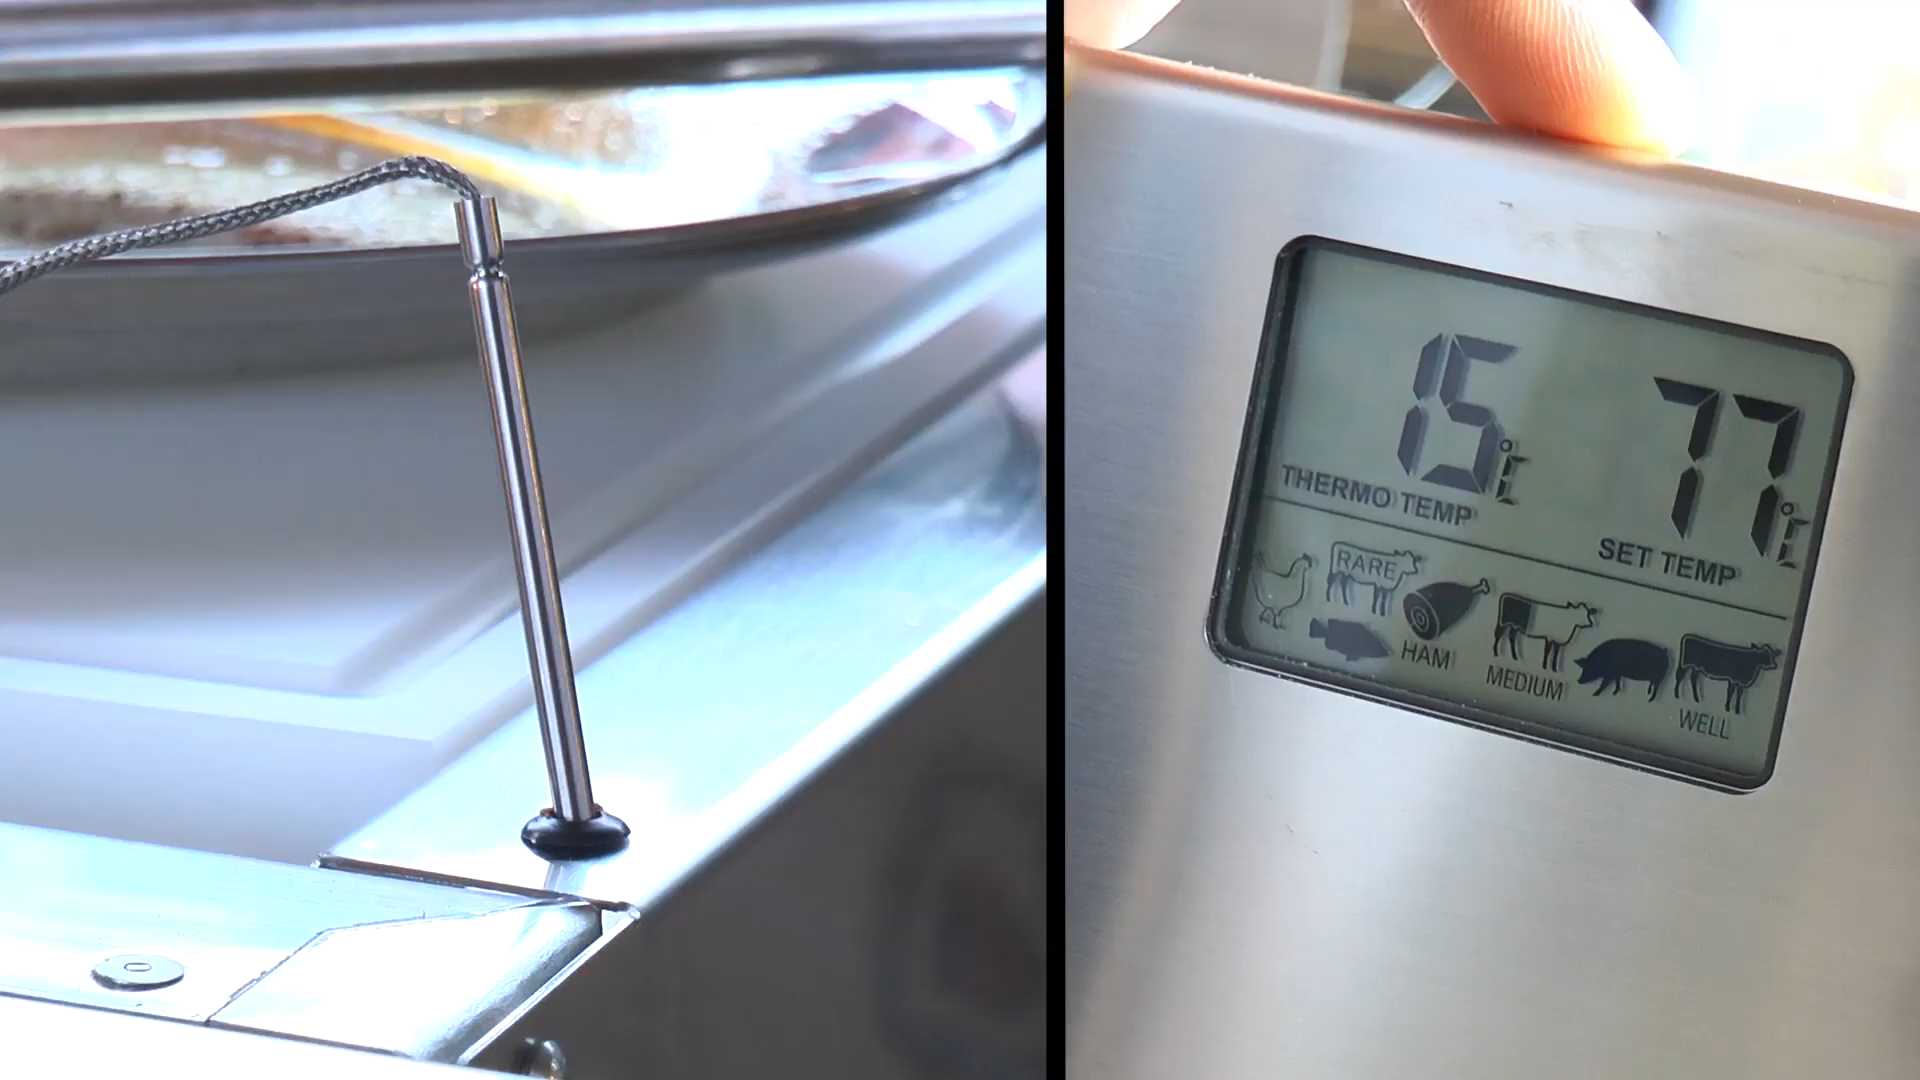 15°C
77°C
THERMO TEMP
SET TEMP
RARE
HAM
MEDIUM
WELL